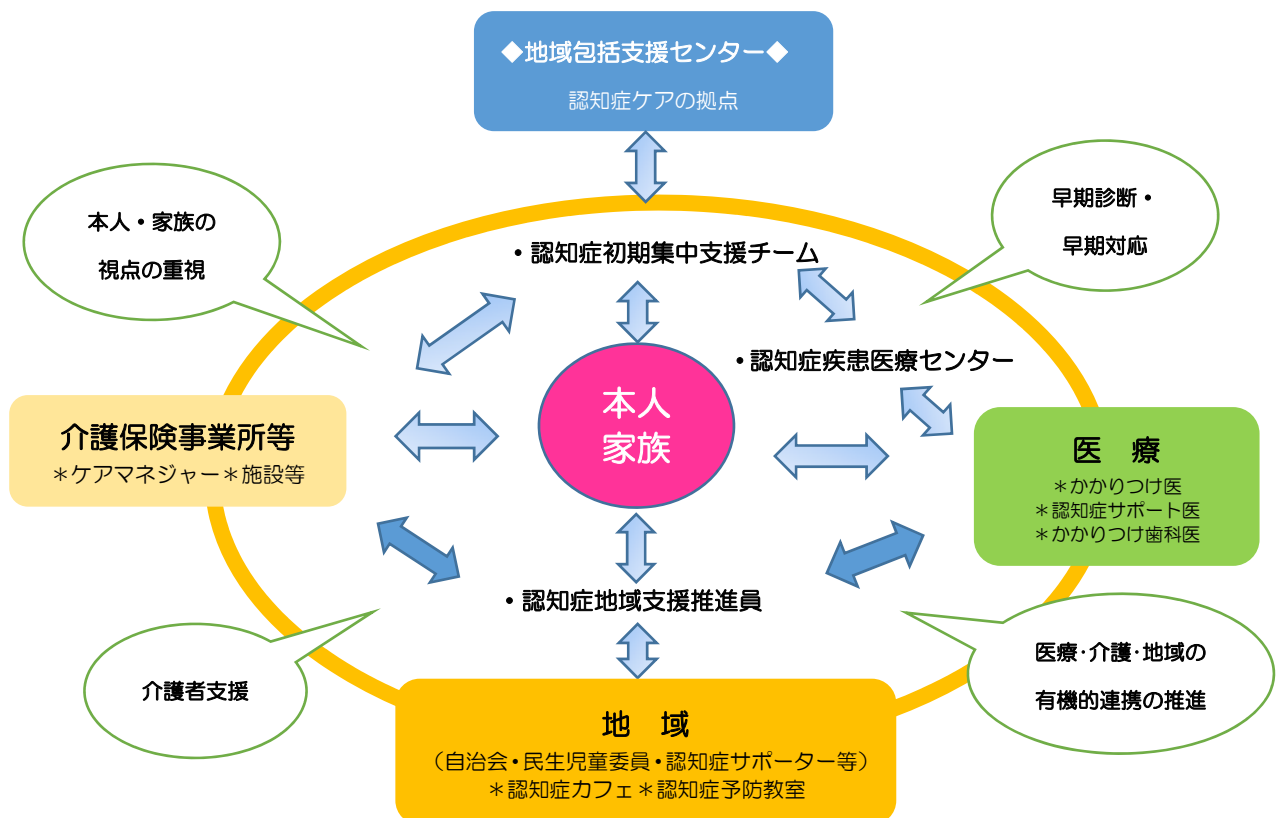 ◆地域包括支援センター◆
認知症ケアの拠点
本人・家族の
視点の重視
早期診断・
早期対応
・認知症初期集中支援チーム
・認知症疾患医療センター
本人
家族
介護保険事業所等
＊ケアマネジャー＊施設等
医　療
＊かかりつけ医
＊認知症サポート医
＊かかりつけ歯科医
・認知症地域支援推進員
介護者支援
医療・介護・地域の
有機的連携の推進
地　域
（自治会・民生児童委員・認知症サポーター等）
＊認知症カフェ＊認知症予防教室